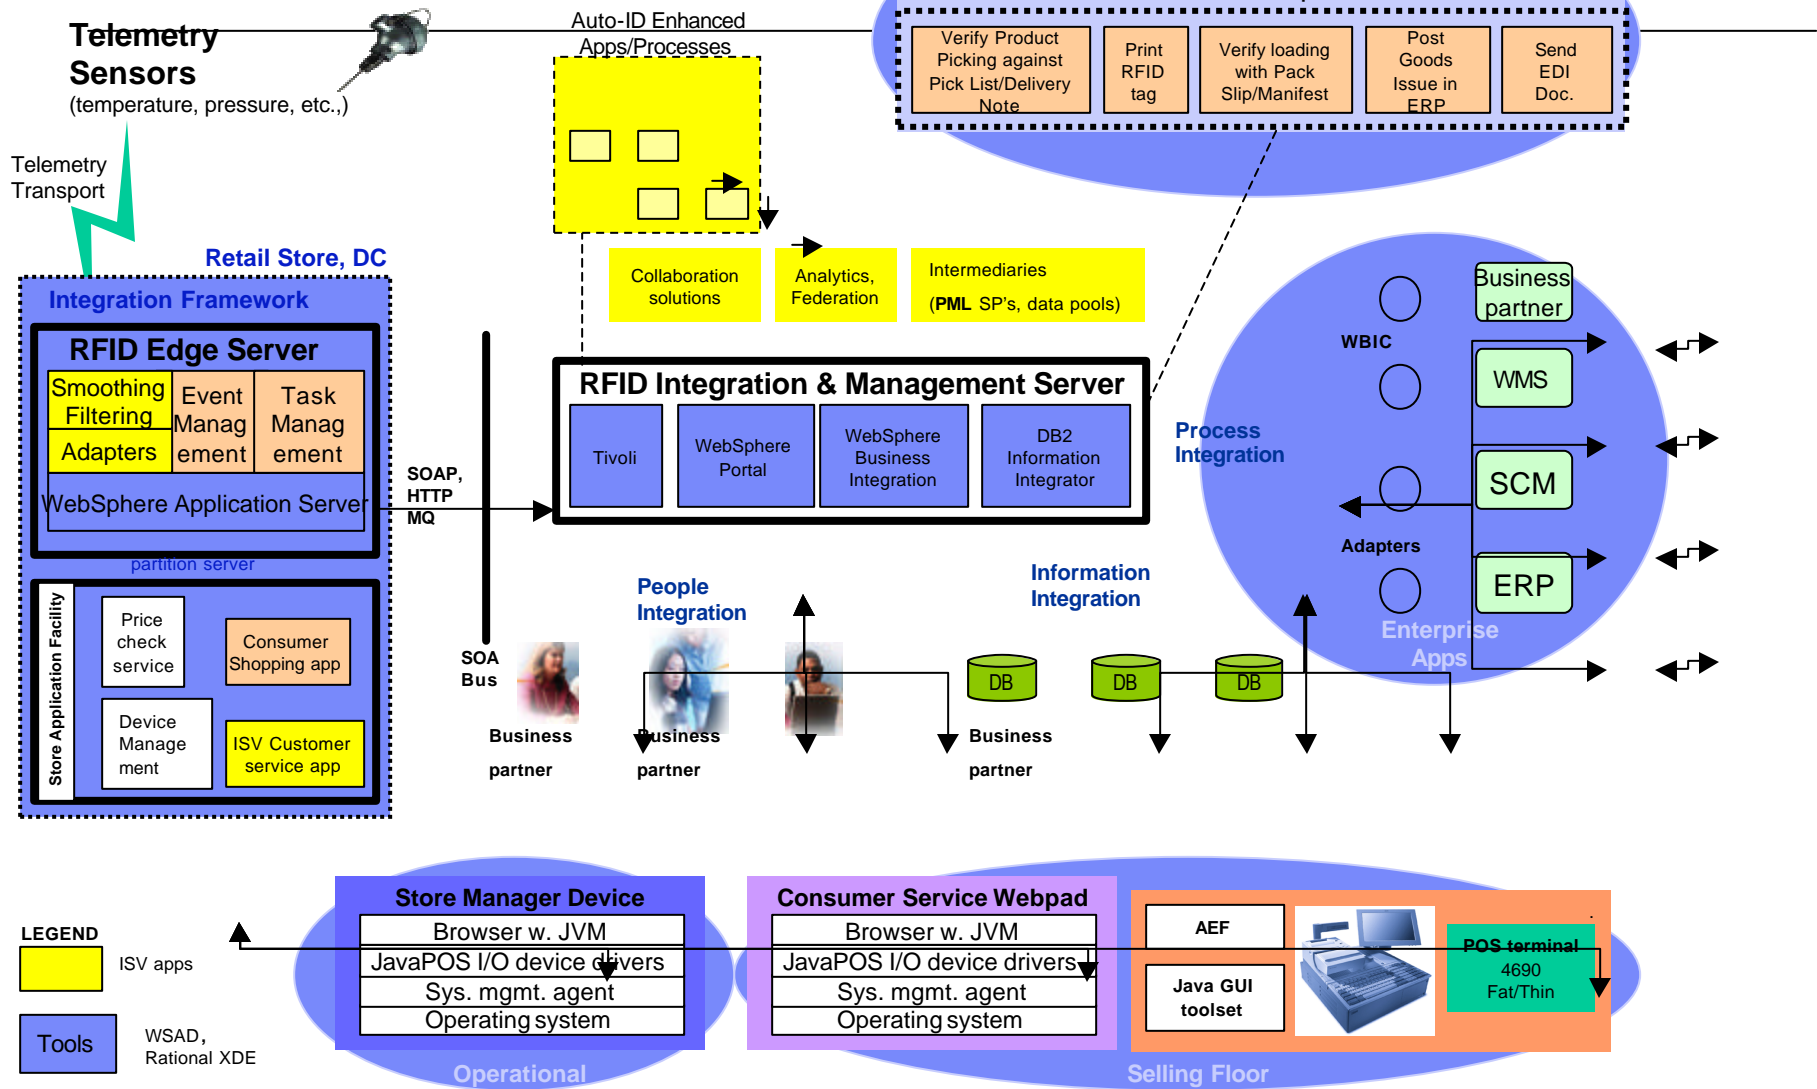 Telemetry
Sensors
(temperature, pressure, etc.,)
Telemetry
Transport
Auto-ID Enhanced
Apps/Processes
Verify Product
Picking against
Pick List/Delivery
Note
Print
RFID
tag
Verify loading
with Pack
Slip/Manifest
Post
Goods
Issue in
ERP
Send
EDI
Doc.
Collaboration
solutions
Analytics,
Federation
Intermediaries
(PML SP's, data pools)
Retail Store, DC
Integration Framework
RFID Edge Server
Smoothing
Filtering
Adapters
Event
Manag
ement
Task
Manag
ement
WebSphere Application Server
partition server
Store Application Facility
Price
check
service
Consumer
Shopping app
Device
Manage
ment
ISV Customer
service app
SOAP,
HTTP
MQ
SOA
Bus
RFID Integration & Management Server
Tivoli
WebSphere
Portal
WebSphere
Business
Integration
DB2
Information
Integrator
Process
Integration
People
Integration
Information
Integration
Business
partner
Business
partner
DB
DB
DB
Business
partner
WBIC
Adapters
Business
partner
WMS
SCM
ERP
Enterprise
Apps
LEGEND
ISV apps
Tools
WSAD,
Rational XDE
Store Manager Device
Browser w. JVM
JavaPOS I/O device drivers
Sys. mgmt. agent
Operating system
Operational
Consumer Service Webpad
Browser w. JVM
JavaPOS I/O device drivers
Sys. mgmt. agent
Operating system
AEF
Java GUI
toolset
.
POS terminal
4690
Fat/Thin
Selling Floor